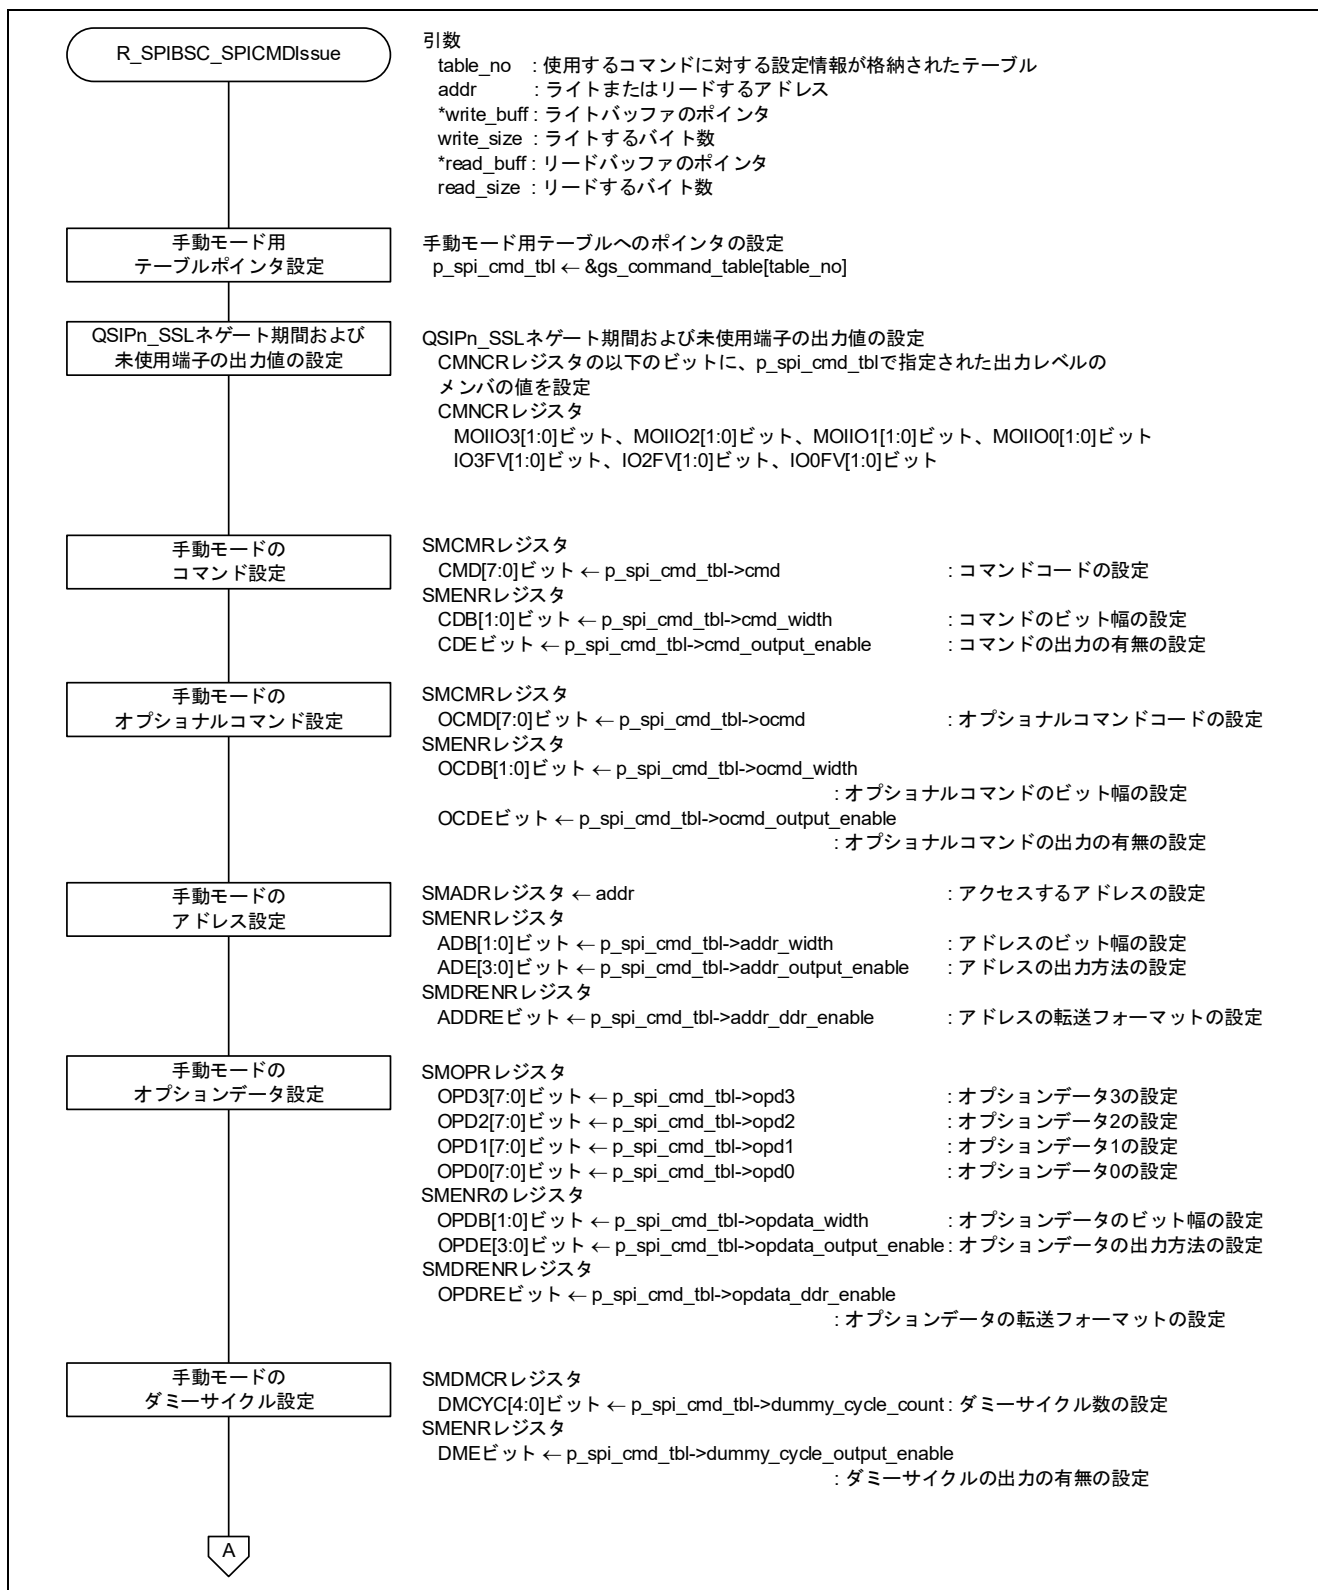 R_SPIBSC_SPICMDIssue
引数
table_no : 使用するコマンドに対する設定情報が格納されたテーブル
addr : ライトまたはリードするアドレス
*write_buff : ライトバッファのポインタ
write_size : ライトするバイト数
*read_buff : リードバッファのポインタ
read_size : リードするバイト数
手動モード用
テーブルポインタ設定
手動モード用テーブルへのポインタの設定
p_spi_cmd_tbl ← &gs_command_table[table_no]
QSIPn_SSLネゲート期間および
未使用端子の出力値の設定
QSIPn_SSLネゲート期間および未使用端子の出力値の設定
CMNCRレジスタの以下のビットに、p_spi_cmd_tblで指定された出力レベルの
メンバの値を設定
CMNCRレジスタ
MOIIO3[1:0]ビット、MOIIO2[1:0]ビット、MOIIO1[1:0]ビット、MOIIO0[1:0]ビット
IO3FV[1:0]ビット、IO2FV[1:0]ビット、IO0FV[1:0]ビット
手動モードの
コマンド設定
SMCMRレジスタ
CMD[7:0]ビット ← p_spi_cmd_tbl->cmd : コマンドコードの設定
SMENRレジスタ
CDB[1:0]ビット ← p_spi_cmd_tbl->cmd_width : コマンドのビット幅の設定
CDEビット ← p_spi_cmd_tbl->cmd_output_enable : コマンドの出力の有無の設定
手動モードの
オプショナルコマンド設定
SMCMRレジスタ
OCMD[7:0]ビット ← p_spi_cmd_tbl->ocmd : オプショナルコマンドコードの設定
SMENRレジスタ
OCDB[1:0]ビット ← p_spi_cmd_tbl->ocmd_width
: オプショナルコマンドのビット幅の設定
OCDEビット ← p_spi_cmd_tbl->ocmd_output_enable
: オプショナルコマンドの出力の有無の設定
手動モードの
アドレス設定
SMADRレジスタ ← addr : アクセスするアドレスの設定
SMENRレジスタ
ADB[1:0]ビット ← p_spi_cmd_tbl->addr_width : アドレスのビット幅の設定
ADE[3:0]ビット ← p_spi_cmd_tbl->addr_output_enable : アドレスの出力方法の設定
SMDRENRレジスタ
ADDREビット ← p_spi_cmd_tbl->addr_ddr_enable : アドレスの転送フォーマットの設定
手動モードの
オプションデータ設定
SMOPRレジスタ
OPD3[7:0]ビット ← p_spi_cmd_tbl->opd3 : オプションデータ3の設定
OPD2[7:0]ビット ← p_spi_cmd_tbl->opd2 : オプションデータ2の設定
OPD1[7:0]ビット ← p_spi_cmd_tbl->opd1 : オプションデータ1の設定
OPD0[7:0]ビット ← p_spi_cmd_tbl->opd0 : オプションデータ0の設定
SMENRのレジスタ
OPDB[1:0]ビット ← p_spi_cmd_tbl->opdata_width : オプションデータのビット幅の設定
OPDE[3:0]ビット ← p_spi_cmd_tbl->opdata_output_enable : オプションデータの出力方法の設定
SMDRENRレジスタ
OPDREビット ← p_spi_cmd_tbl->opdata_ddr_enable
: オプションデータの転送フォーマットの設定
手動モードの
ダミーサイクル設定
SMDMCRレジスタ
DMCYC[4:0]ビット ← p_spi_cmd_tbl->dummy_cycle_count : ダミーサイクル数の設定
SMENRレジスタ
DMEビット ← p_spi_cmd_tbl->dummy_cycle_output_enable
: ダミーサイクルの出力の有無の設定
A